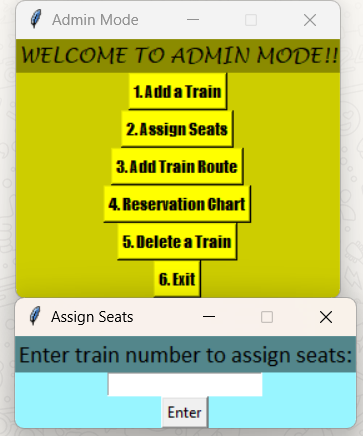 Admin Mode
WELCOME TO ADMIN MODE!!
1. Add a Train
2. Assign Seats
3. Add Train Route
4. Reservation Chart
5. Delete a Train
6. Exit
Assign Seats
Enter train number to assign seats:
Enter